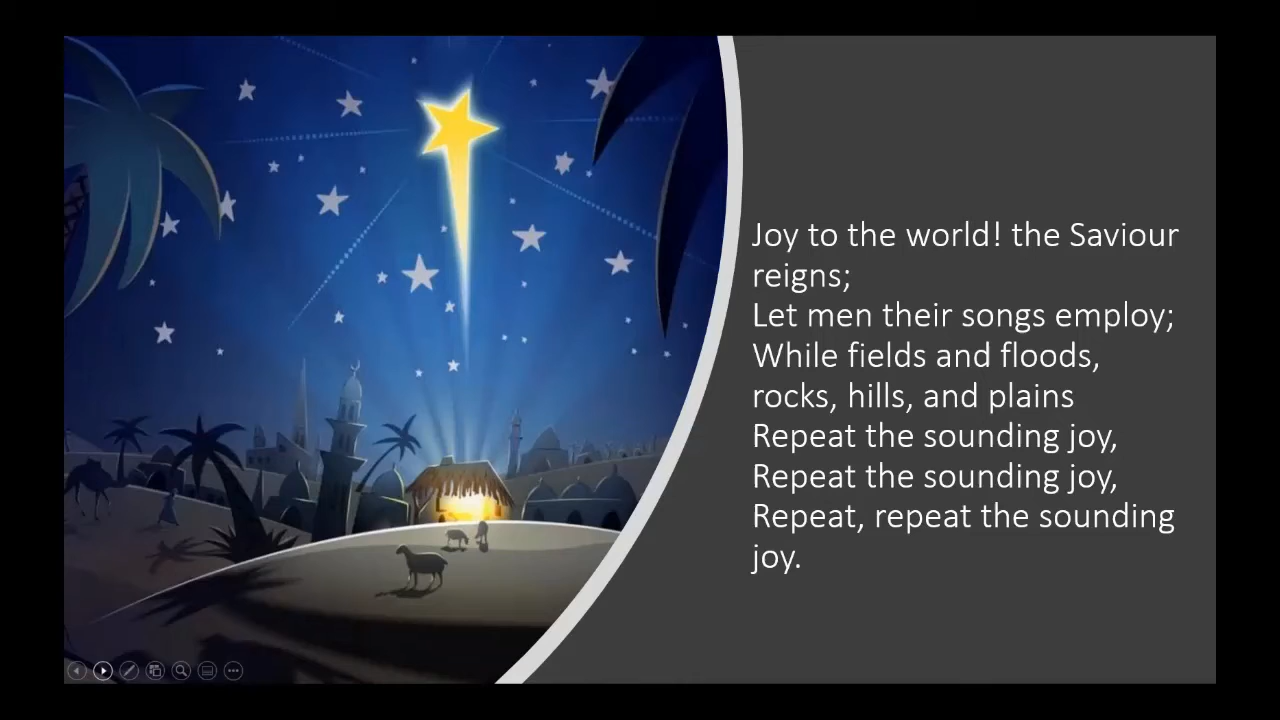 Joy to the world! the Saviour
reigns;
Let men their songs employ;
While fields and floods,
rocks, hills, and plains
Repeat the sounding joy,
Repeat the sounding joy,
Repeat, repeat the sounding
joy.